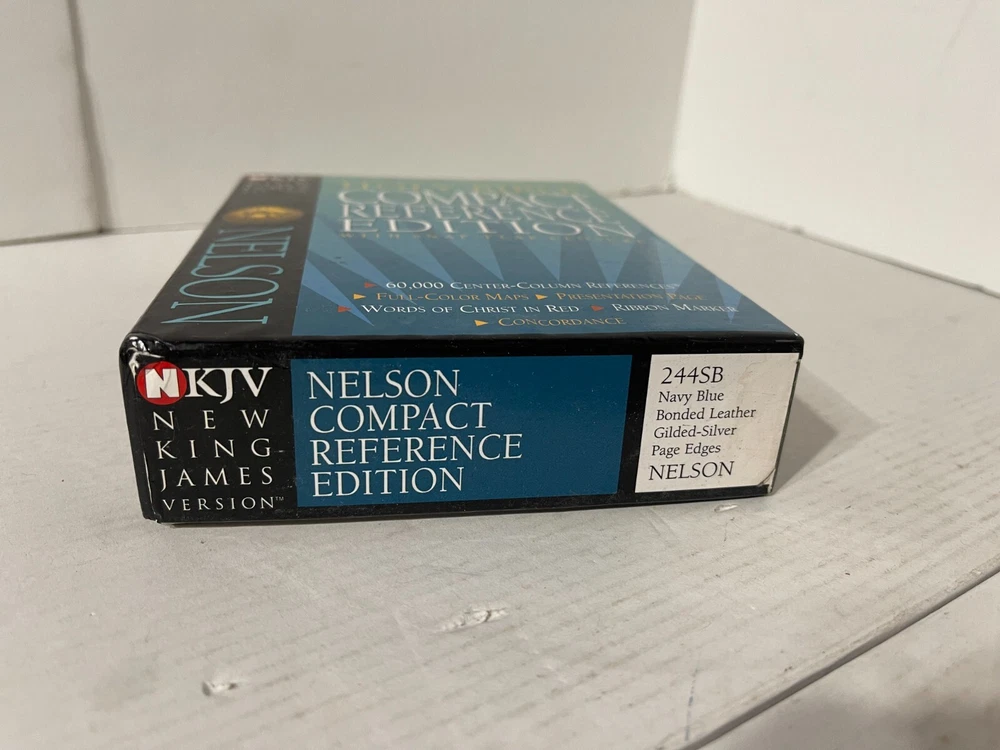 NELSON
COMPACT
REFERENCE
EDITION
▶ 60,000 CENTER-COLUMN REFERENCES
▶ FULL-COLOR MAPS ▶ PRESENTATION PAGE
▶ WORDS OF CHRIST IN RED ▶ RIBBON MARKER
▶ CONCORDANCE
NKJV
NEW
KING
JAMES
VERSION™
NELSON
COMPACT
REFERENCE
EDITION
244SB
Navy Blue
Bonded Leather
Gilded-Silver
Page Edges
NELSON